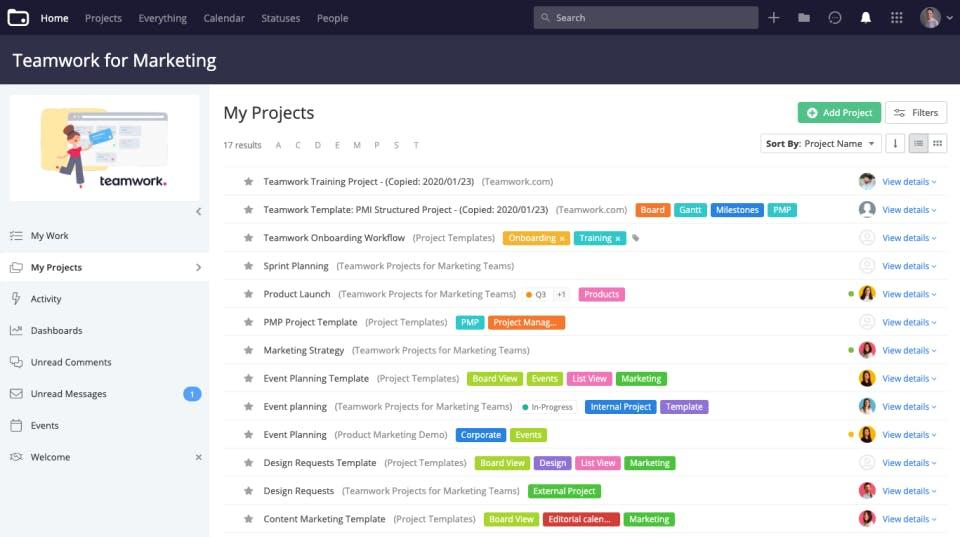 Home Projects Everything Calendar Statuses People Search
Teamwork for Marketing
teamwork.
My Work
My Projects
Activity
Dashboards
Unread Comments
Unread Messages 1
Events
Welcome
My Projects Add Project Filters
17 results A C D E M P S T Sort By: Project Name
Teamwork Training Project - (Copied: 2020/01/23) (Teamwork.com) View details
Teamwork Template: PMI Structured Project - (Copied: 2020/01/23) (Teamwork.com) Board Gantt Milestones PMP View details
Teamwork Onboarding Workflow (Project Templates) Onboarding × Training × View details
Sprint Planning (Teamwork Projects for Marketing Teams) View details
Product Launch (Teamwork Projects for Marketing Teams) Q3 +1 Products View details
PMP Project Template (Project Templates) PMP Project Manag... View details
Marketing Strategy (Teamwork Projects for Marketing Teams) View details
Event Planning Template (Project Templates) Board View Events List View Marketing View details
Event planning (Teamwork Projects for Marketing Teams) In-Progress Internal Project Template View details
Event Planning (Product Marketing Demo) Corporate Events View details
Design Requests Template (Project Templates) Board View Design List View Marketing View details
Design Requests (Teamwork Projects for Marketing Teams) External Project View details
Content Marketing Template (Project Templates) Board View Editorial calen... Marketing View details